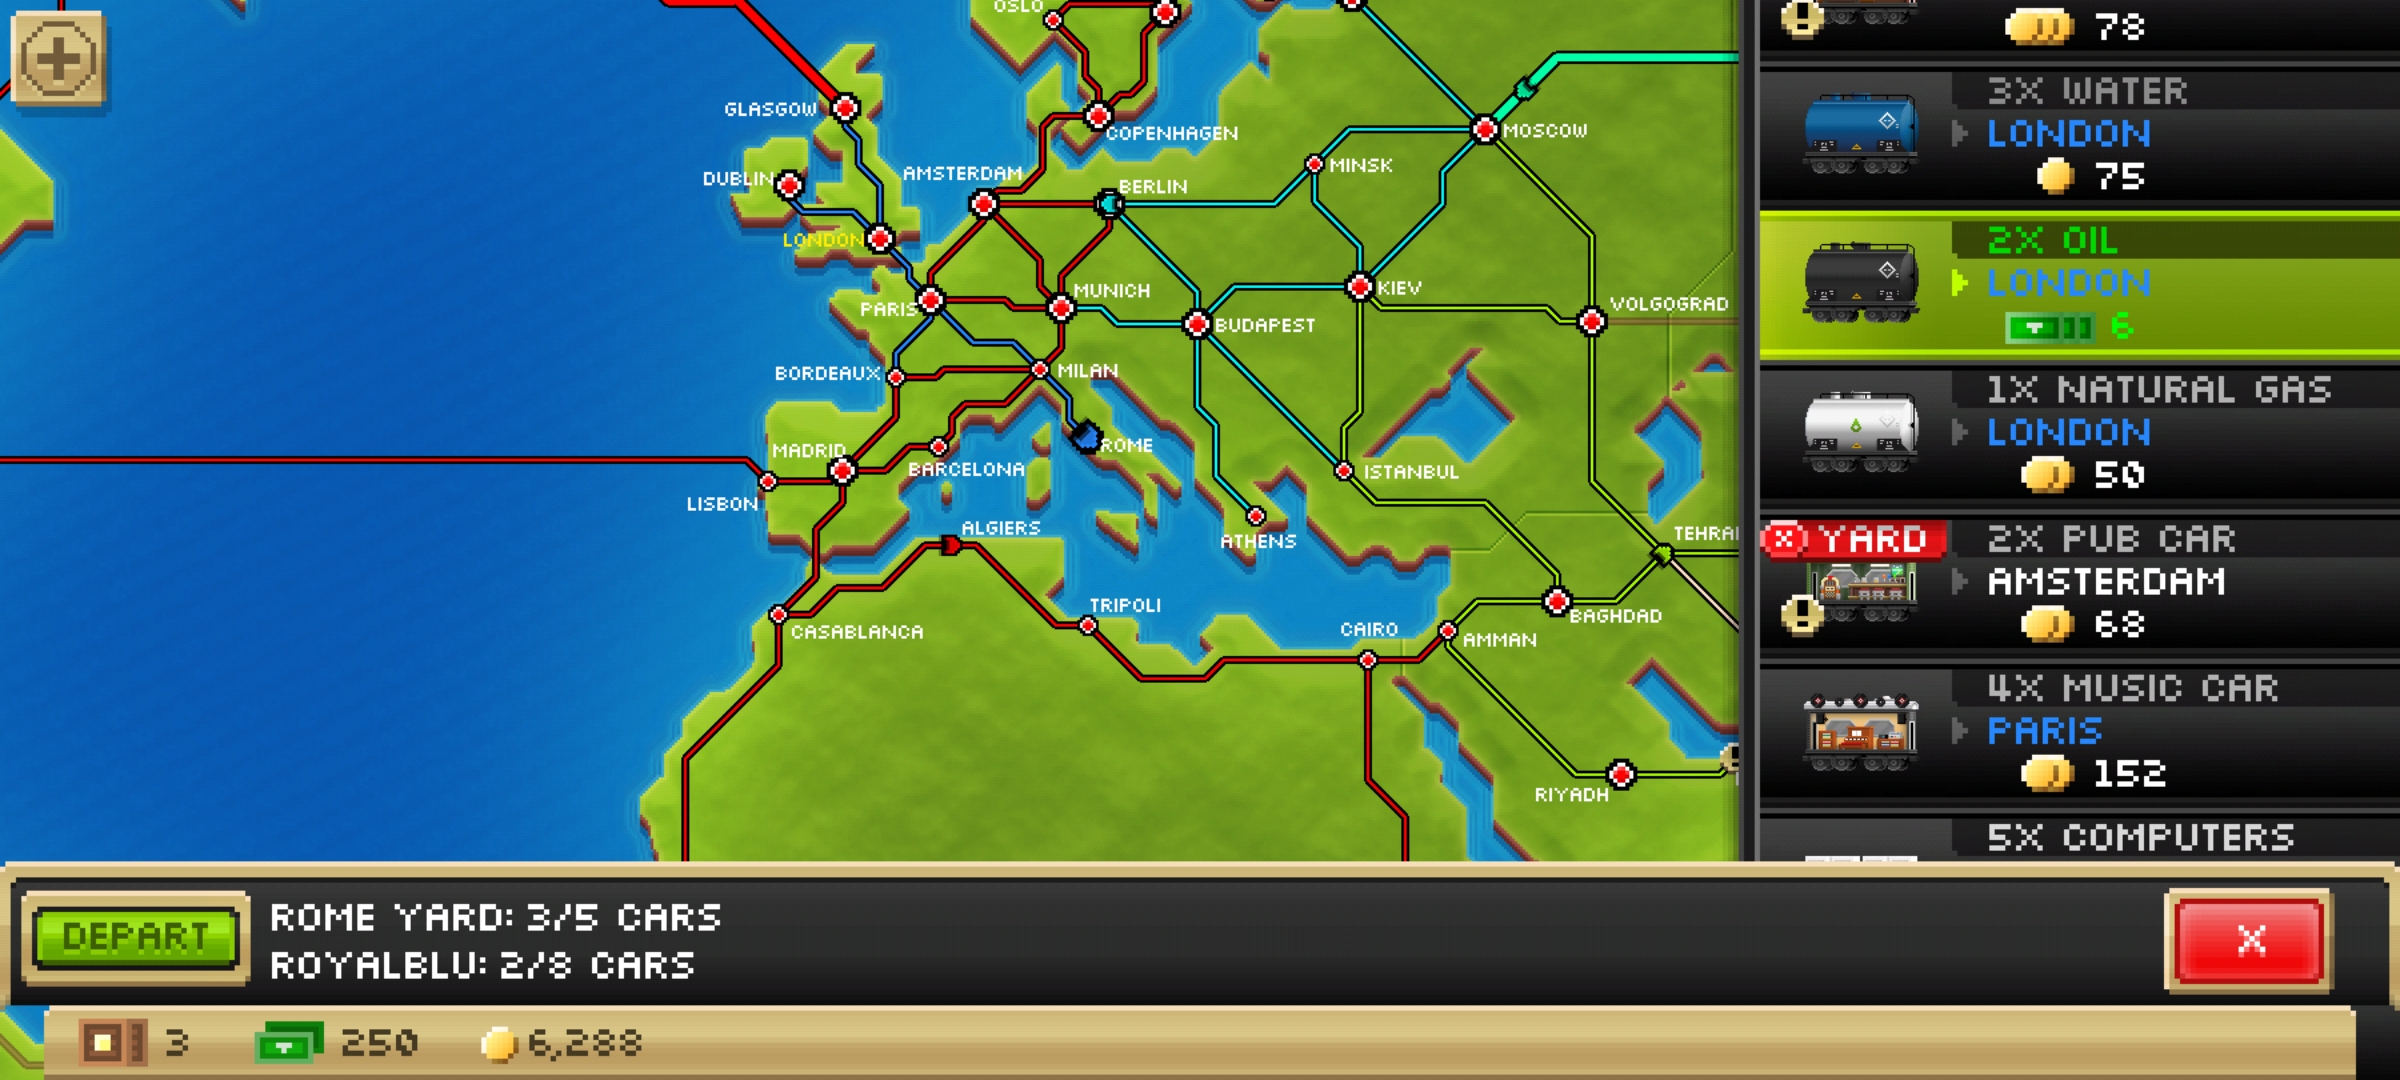 OSLO
GLASGOW
COPENHAGEN
MOSCOW
DUBLIN
AMSTERDAM
BERLIN
MINSK
LONDON
PARIS
MUNICH
KIEV
VOLGOGRAD
BUDAPEST
BORDEAUX
MILAN
MADRID
BARCELONA
ROME
ISTANBUL
LISBON
ALGIERS
ATHENS
TEHRA
CASABLANCA
TRIPOLI
CAIRO
AMMAN
BAGHDAD
RIYADH
78
3X WATER
LONDON
75
2X OIL
LONDON
6
1X NATURAL GAS
LONDON
50
X YARD
2X PUB CAR
AMSTERDAM
68
4X MUSIC CAR
PARIS
152
5X COMPUTERS
DEPART
ROME YARD: 3/5 CARS
ROYALBLU: 2/8 CARS
X
3
250
6,288